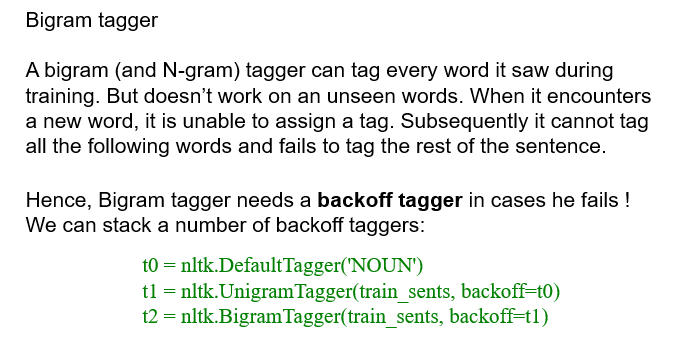 Bigram tagger
A bigram (and N-gram) tagger can tag every word it saw during
training. But doesn’t work on an unseen words. When it encounters
a new word, it is unable to assign a tag. Subsequently it cannot tag
all the following words and fails to tag the rest of the sentence.
Hence, Bigram tagger needs a backoff tagger in cases he fails !
We can stack a number of backoff taggers:
t0 = nltk.DefaultTagger('NOUN')
t1 = nltk.UnigramTagger(train_sents, backoff=t0)
t2 = nltk.BigramTagger(train_sents, backoff=t1)